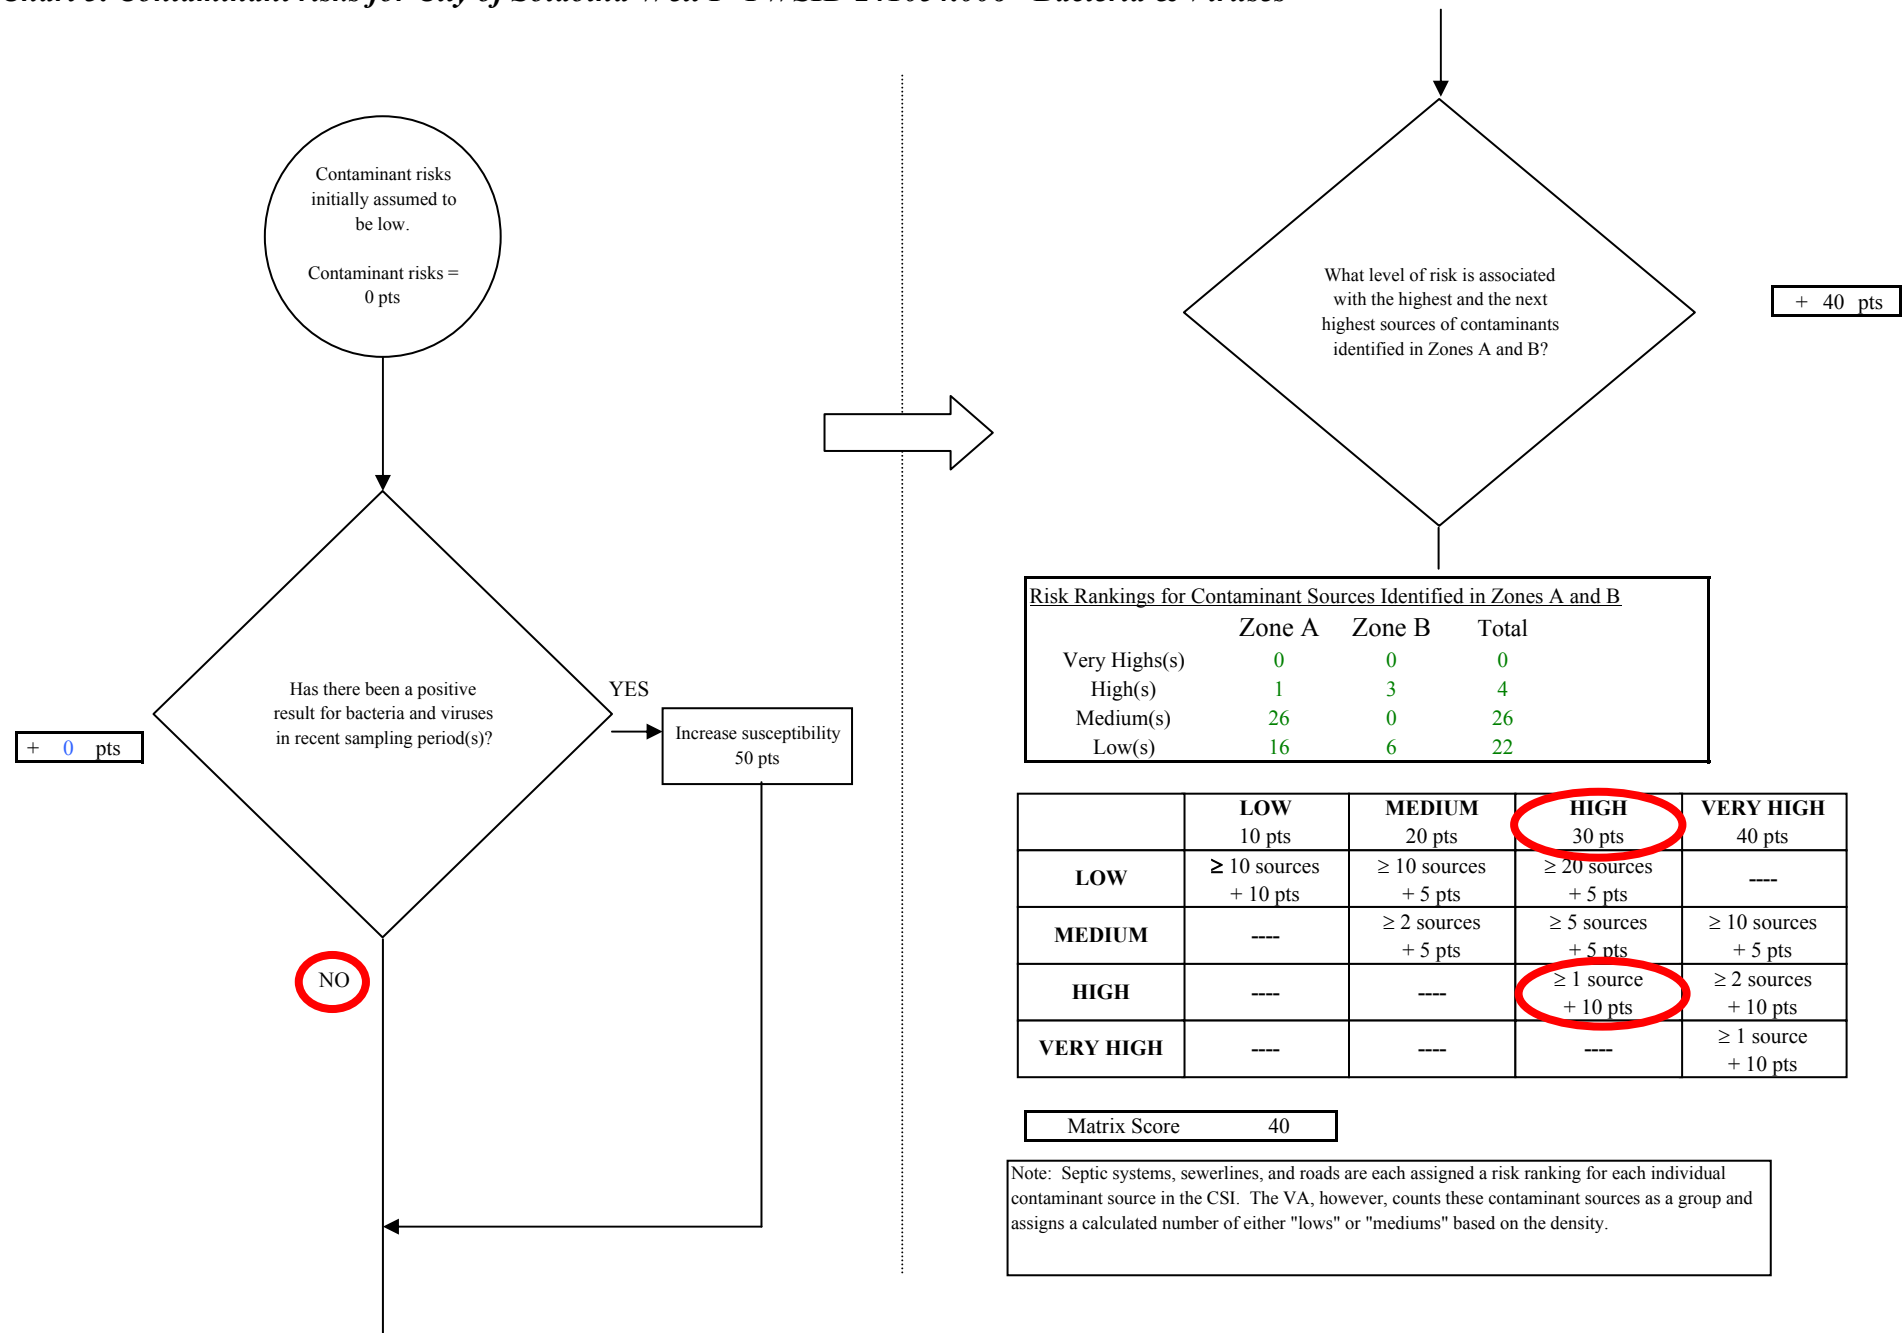 Contaminant risks
initially assumed to
be low.
Contaminant risks =
0 pts
Has there been a positive
result for bacteria and viruses
in recent sampling period(s)?
+ 0 pts
YES
Increase susceptibility
50 pts
NO
What level of risk is associated
with the highest and the next
highest sources of contaminants
identified in Zones A and B?
+ 40 pts
Risk Rankings for Contaminant Sources Identified in Zones A and B
Zone A Zone B Total
Very Highs(s) 0 0 0
High(s) 1 3 4
Medium(s) 26 0 26
Low(s) 16 6 22
LOW MEDIUM HIGH VERY HIGH
10 pts 20 pts 30 pts 40 pts
LOW ≥ 10 sources ≥ 10 sources ≥ 20 sources ----
+ 10 pts + 5 pts + 5 pts
MEDIUM ---- ≥ 2 sources ≥ 5 sources ≥ 10 sources
+ 5 pts + 5 pts + 5 pts
HIGH ---- ---- ≥ 1 source ≥ 2 sources
+ 10 pts + 10 pts
VERY HIGH ---- ---- ---- ≥ 1 source
+ 10 pts
Matrix Score 40
Note: Septic systems, sewerlines, and roads are each assigned a risk ranking for each individual
contaminant source in the CSI. The VA, however, counts these contaminant sources as a group and
assigns a calculated number of either "lows" or "mediums" based on the density.